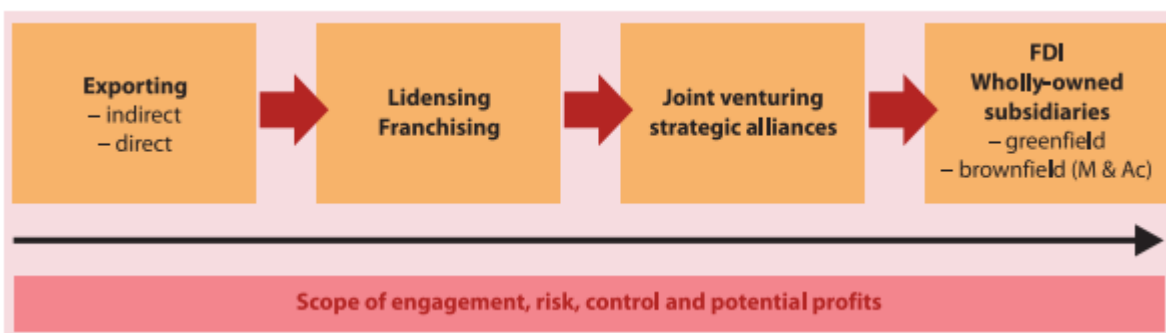 Exporting
– indirect
– direct
Lidensing
Franchising
Joint venturing
strategic alliances
FDI
Wholly-owned
subsidiaries
– greenfield
– brownfield (M & Ac)
Scope of engagement, risk, control and potential profits